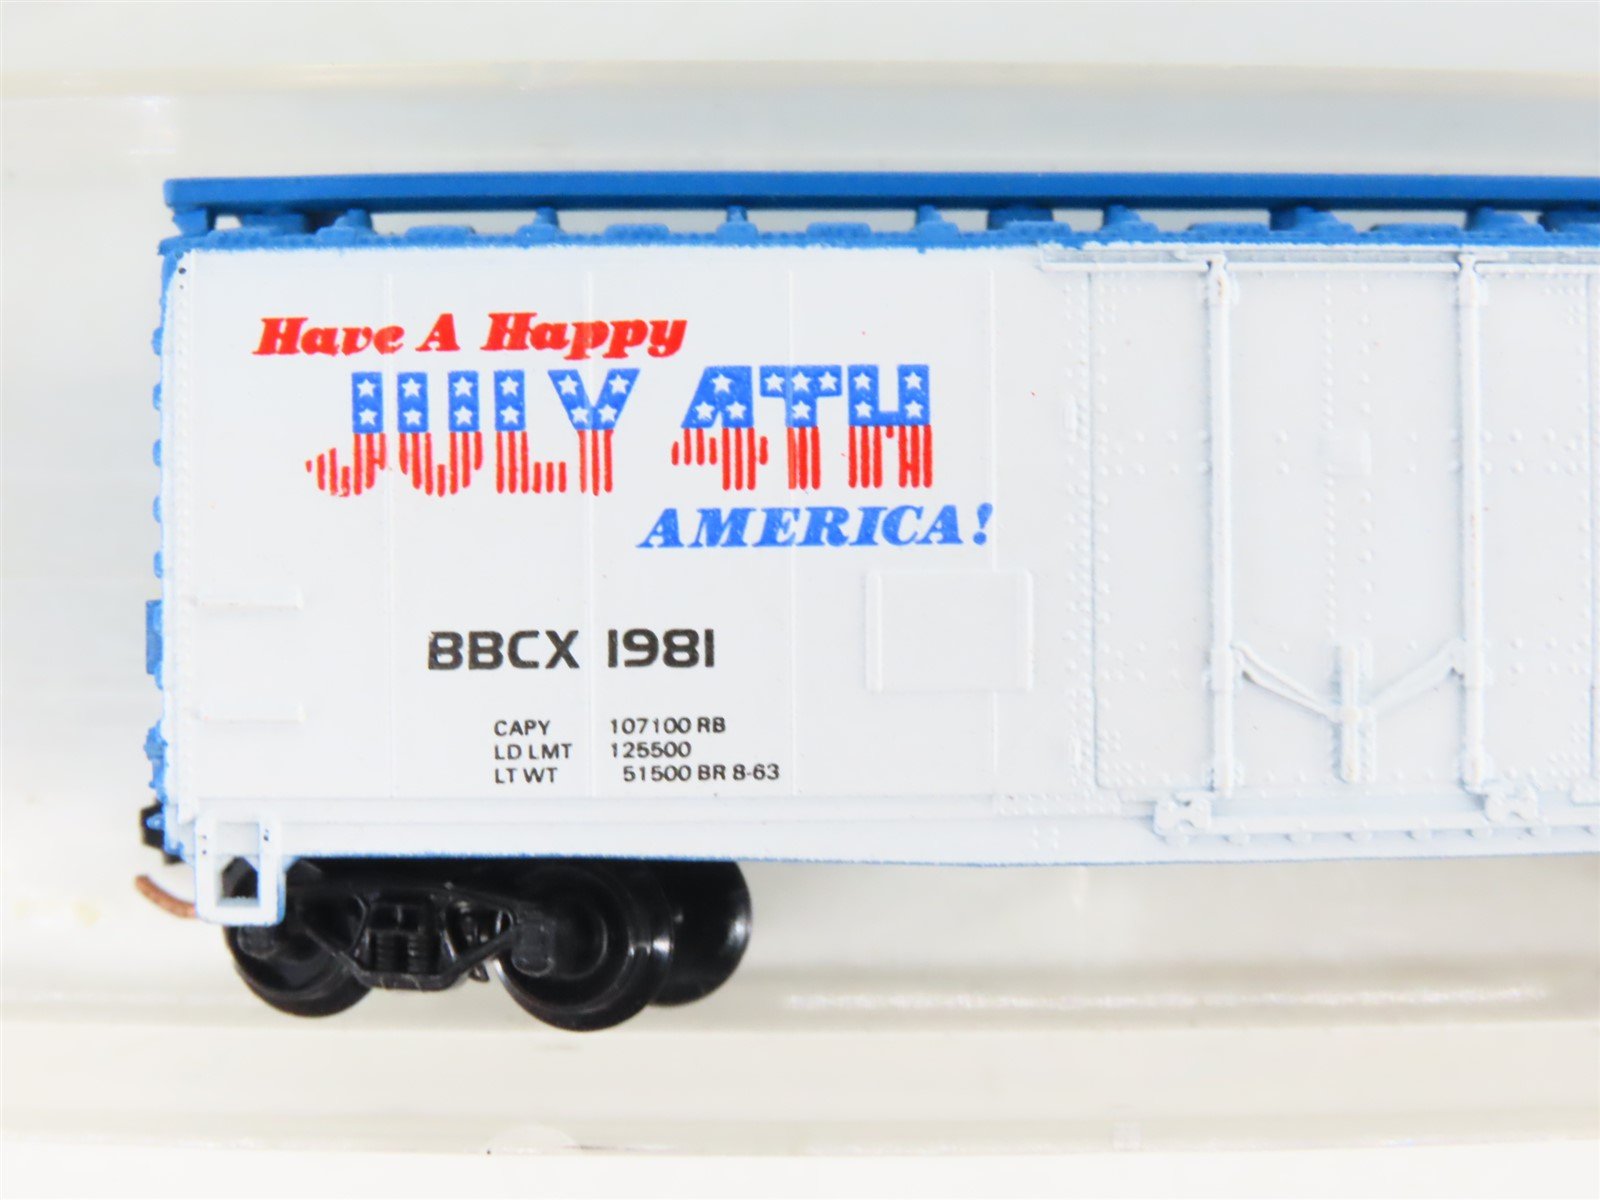 Have A Happy
JULY 4TH
AMERICA!
BBCX 1981
CAPY 107100 RB
LD LMT 125500
LT WT 51500 BR 8-63